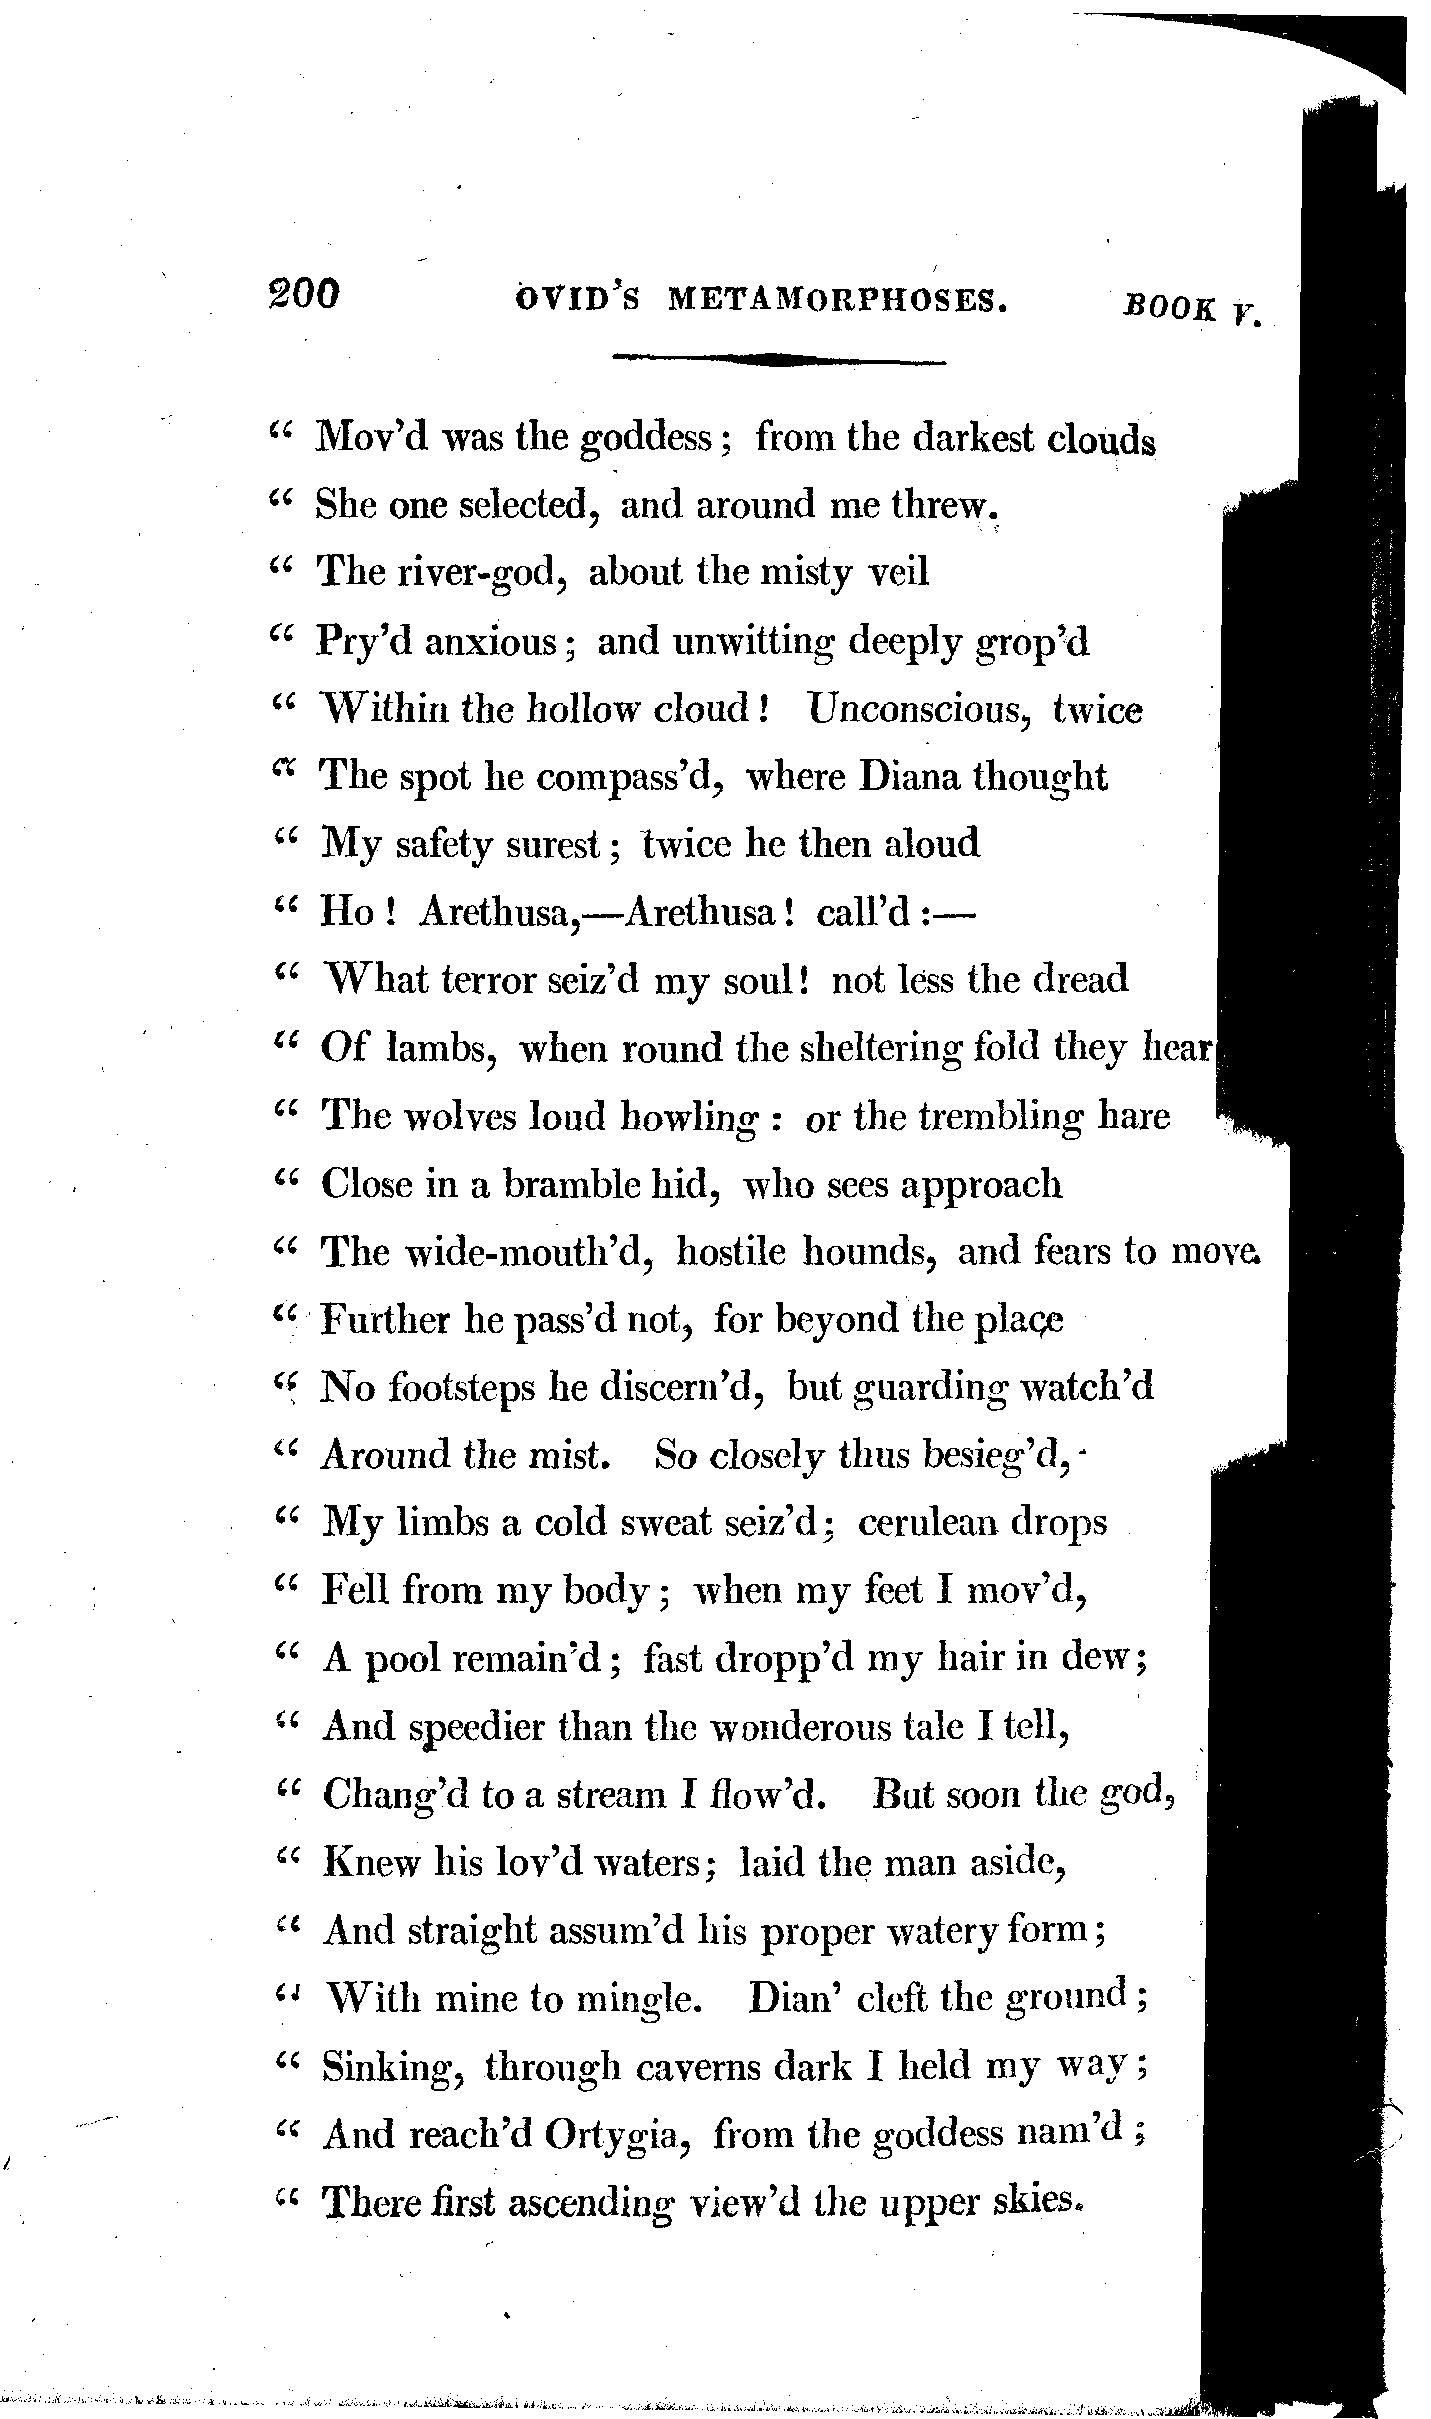 200 OVID'S METAMORPHOSES. BOOK V.
“ Mov'd was the goddess; from the darkest clouds
“ She one selected, and around me threw.
“ The river-god, about the misty veil
“ Pry'd anxious; and unwitting deeply grop'd
“ Within the hollow cloud! Unconscious, twice
“ The spot he compass'd, where Diana thought
“ My safety surest; twice he then aloud
“ Ho! Arethusa,—Arethusa! call'd:—
“ What terror seiz'd my soul! not less the dread
“ Of lambs, when round the sheltering fold they hear
“ The wolves loud howling: or the trembling hare
“ Close in a bramble hid, who sees approach
“ The wide-mouth'd, hostile hounds, and fears to move.
“ Further he pass'd not, for beyond the place
“ No footsteps he discern'd, but guarding watch'd
“ Around the mist. So closely thus besieg'd,
“ My limbs a cold sweat seiz'd; cerulean drops
“ Fell from my body; when my feet I mov'd,
“ A pool remain'd; fast dropp'd my hair in dew;
“ And speedier than the wonderous tale I tell,
“ Chang'd to a stream I flow'd. But soon the god,
“ Knew his lov'd waters; laid the man aside,
“ And straight assum'd his proper watery form;
“ With mine to mingle. Dian' cleft the ground;
“ Sinking, through caverns dark I held my way;
“ And reach'd Ortygia, from the goddess nam'd;
“ There first ascending view'd the upper skies.